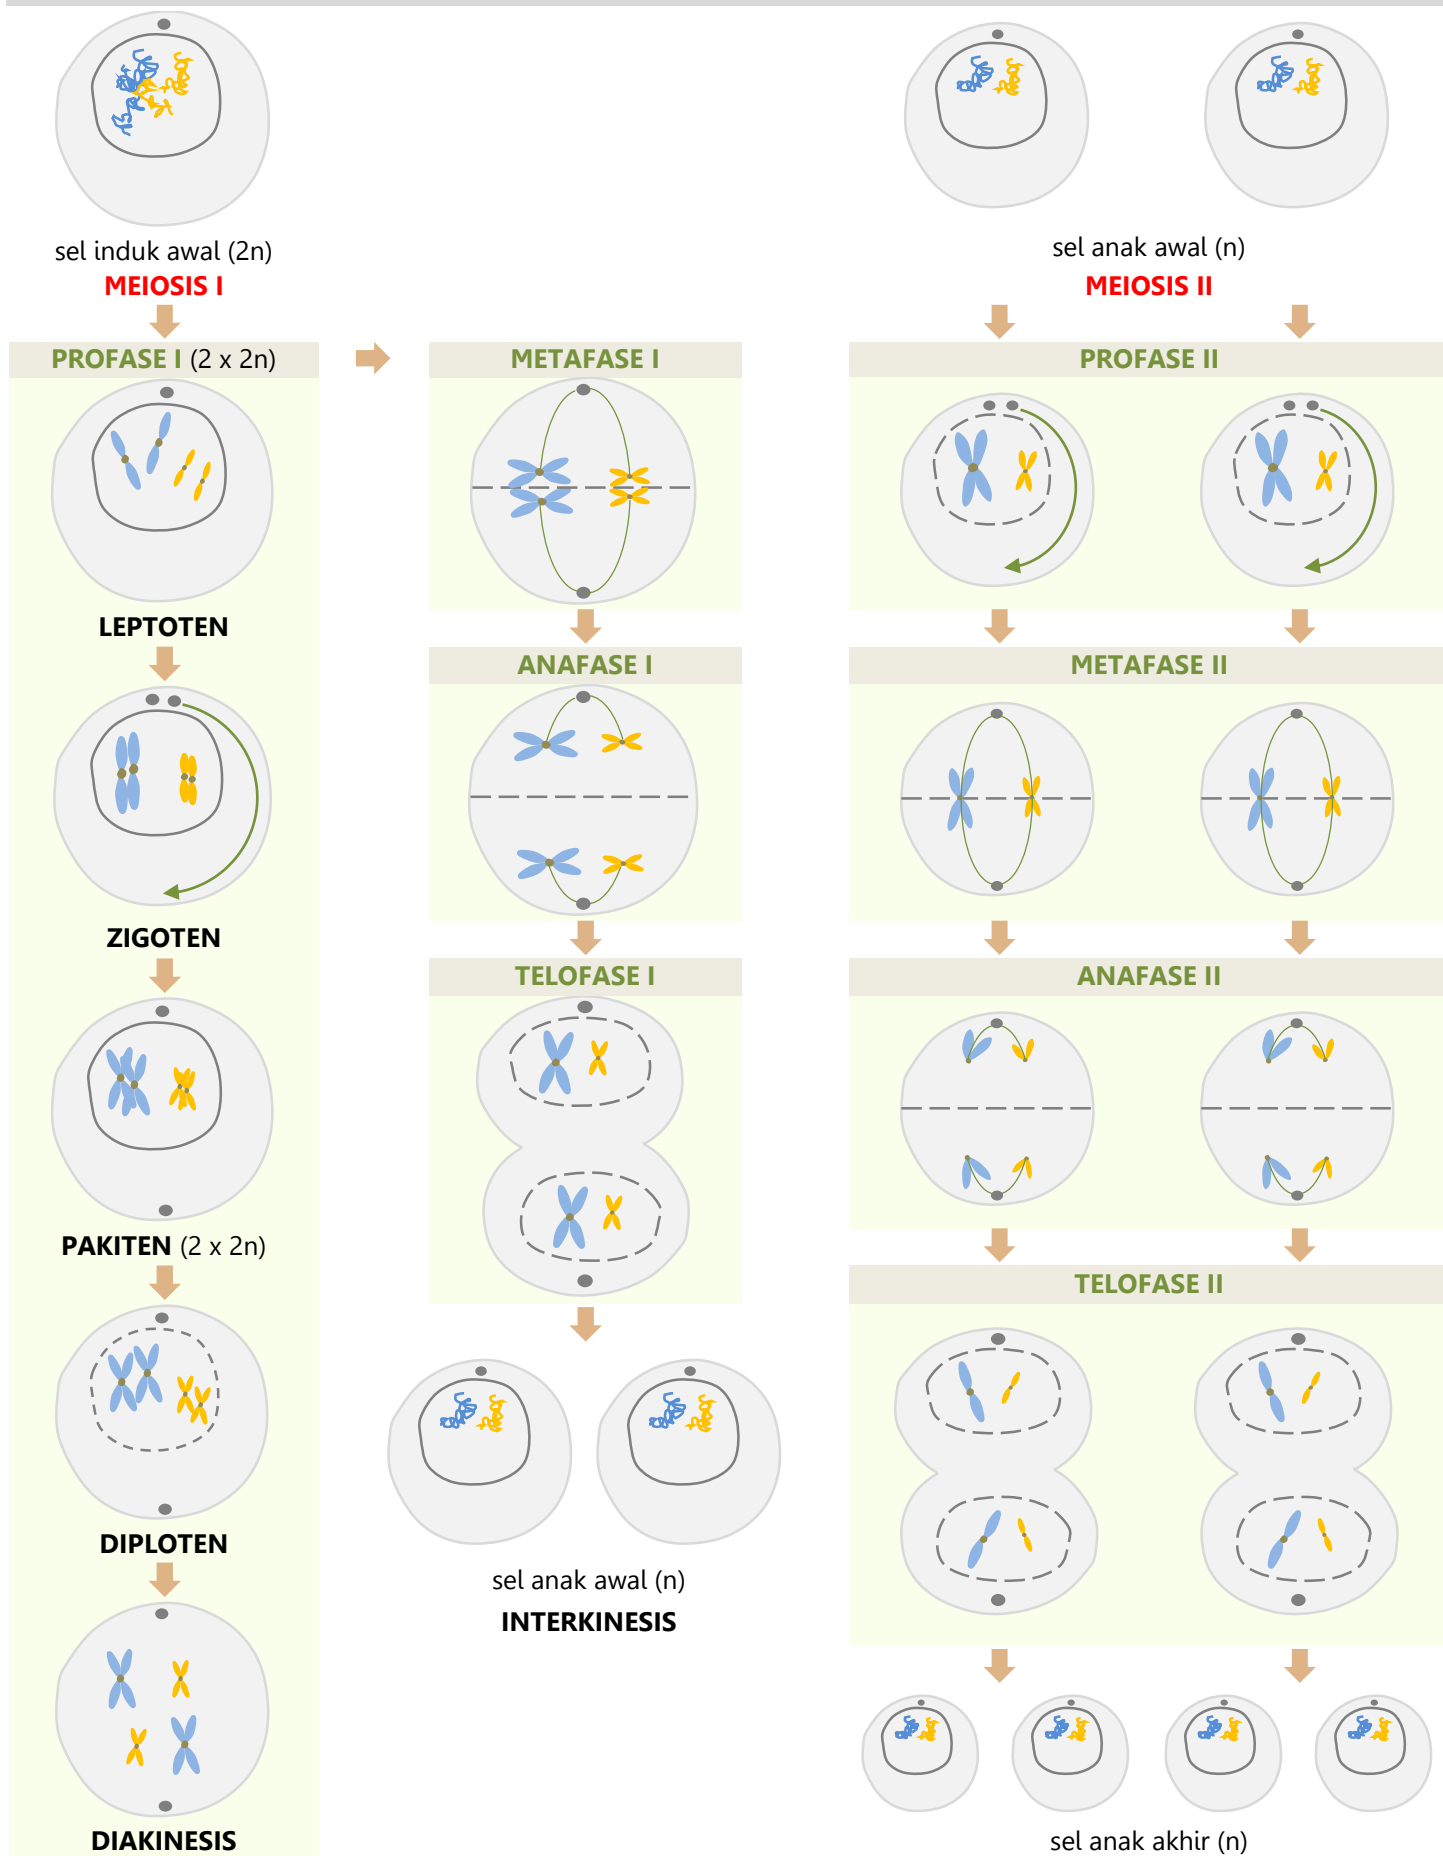 sel induk awal (2n)
MEIOSIS I
PROFASE I (2 x 2n)
LEPTOTEN
ZIGOTEN
PAKITEN (2 x 2n)
DIPLOTEN
DIAKINESIS
METAFASE I
ANAFASE I
TELOFASE I
sel anak awal (n)
INTERKINESIS
sel anak awal (n)
MEIOSIS II
PROFASE II
METAFASE II
ANAFASE II
TELOFASE II
sel anak akhir (n)